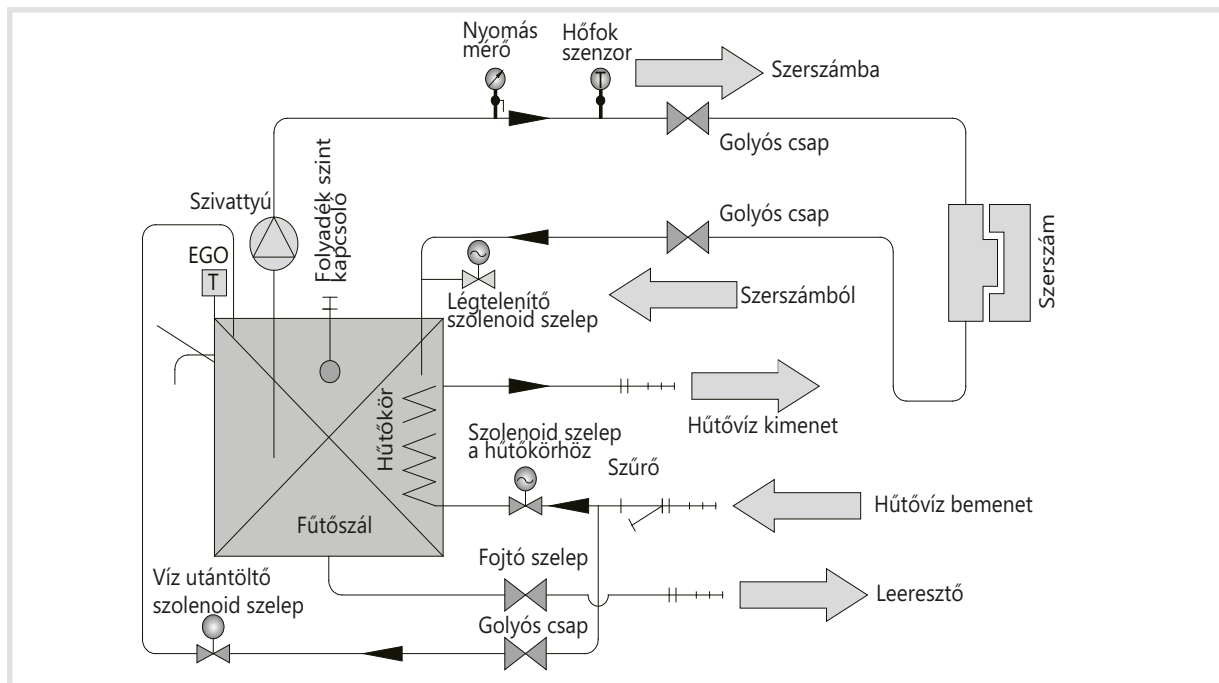 Nyomás
mérő
Hőfok
szenzor
T
Szerszámba
Golyós csap
Folyadék szint
kapcsoló
Szivattyú
Golyós csap
EGO
T
Szerszám
Légtelenítő
szolenoid szelep
Szerszámból
Hűtőkör
Hűtővíz kimenet
Szolenoid szelep
a hűtőkörhöz
Szűrő
Hűtővíz bemenet
Fűtőszál
Fojtó szelep
Víz utántöltő
szolenoid szelep
Leeresztő
Golyós csap